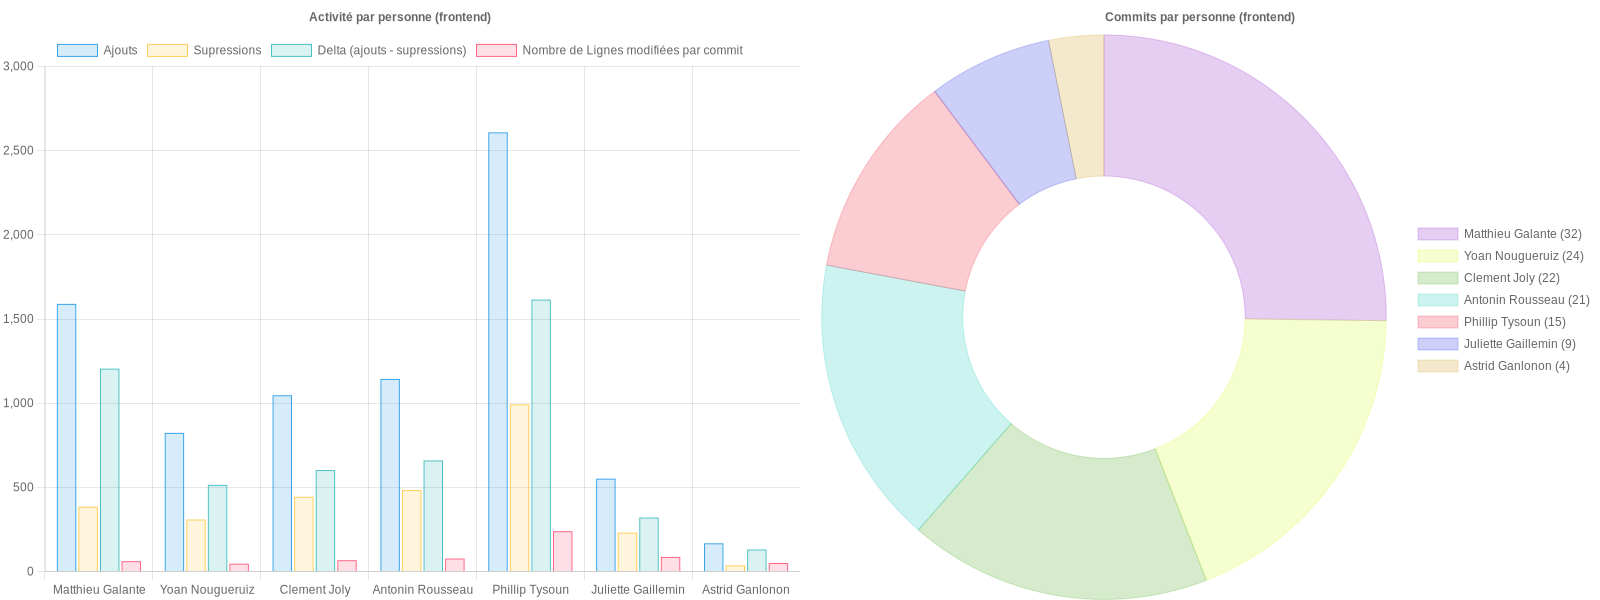 Activité par personne (frontend)
Ajouts Supressions Delta (ajouts - supressions) Nombre de Lignes modifiées par commit
3,000
2,500
2,000
1,500
1,000
500
0
Matthieu Galante Yoan Nougueruiz Clement Joly Antonin Rousseau Phillip Tysoun Juliette Gaillemin Astrid Ganlonon
Commits par personne (frontend)
Matthieu Galante (32)
Yoan Nougueruiz (24)
Clement Joly (22)
Antonin Rousseau (21)
Phillip Tysoun (15)
Juliette Gaillemin (9)
Astrid Ganlonon (4)